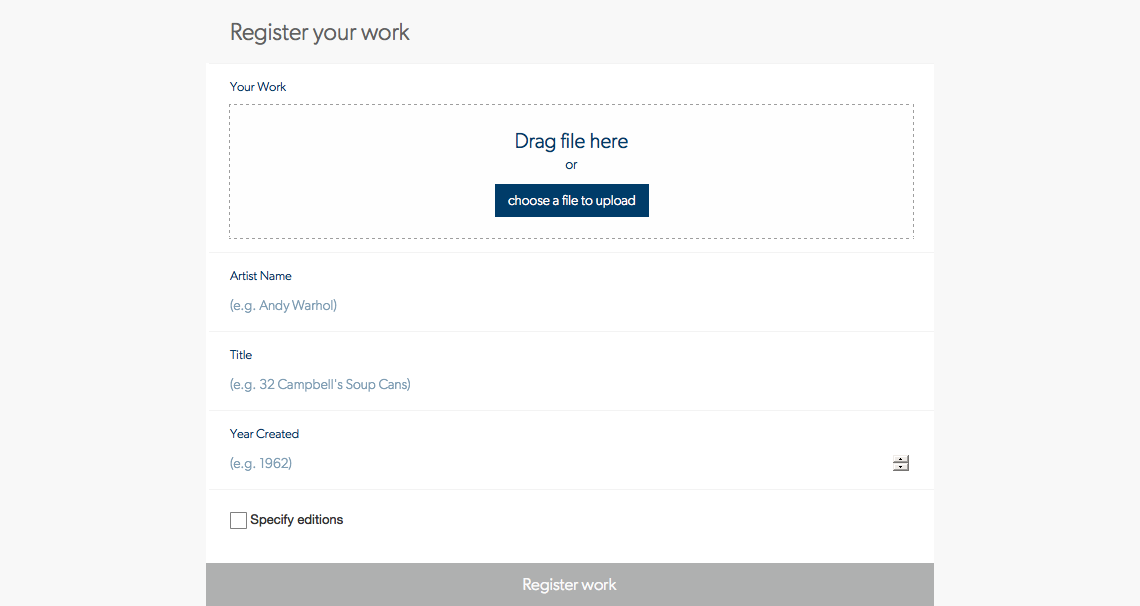 Register your work
Your Work
Drag file here
or
choose a file to upload
Artist Name
(e.g. Andy Warhol)
Title
(e.g. 32 Campbell's Soup Cans)
Year Created
(e.g. 1962)
Specify editions
Register work